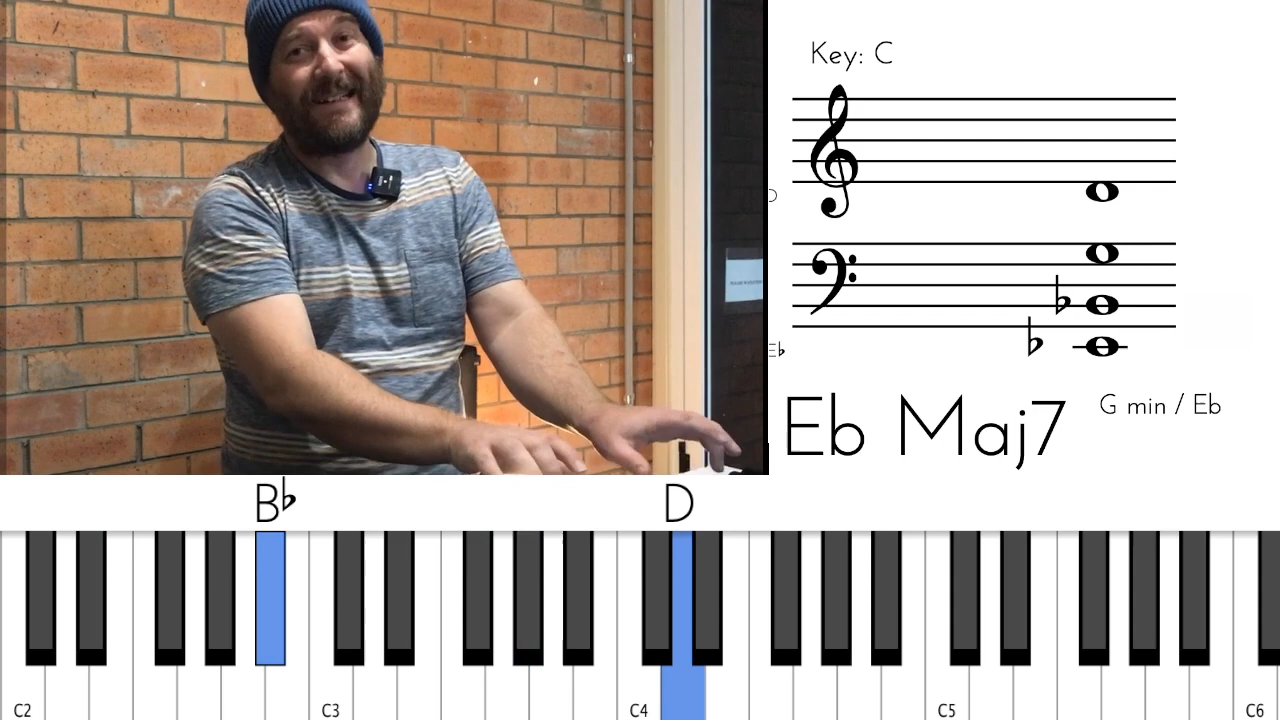 Key: C
E♭
Eb Maj7
G min / Eb
B♭
D
C2
C3
C4
C5
C6